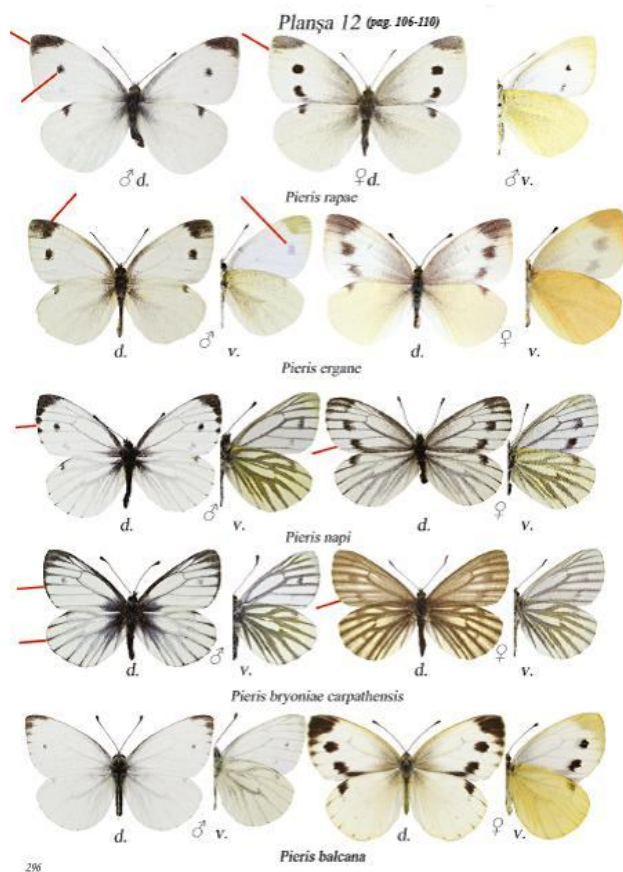 Planșa 12 (pag. 106-110)
♂ d. ♀ d. ♂ v.
Pieris rapae
d. ♂ v. d. ♀ v.
Pieris ergane
d. ♂ v. d. ♀ v.
Pieris napi
d. ♂ v. d. ♀ v.
Pieris bryoniae carpathensis
d. ♂ v. d. ♀ v.
Pieris balcana
296